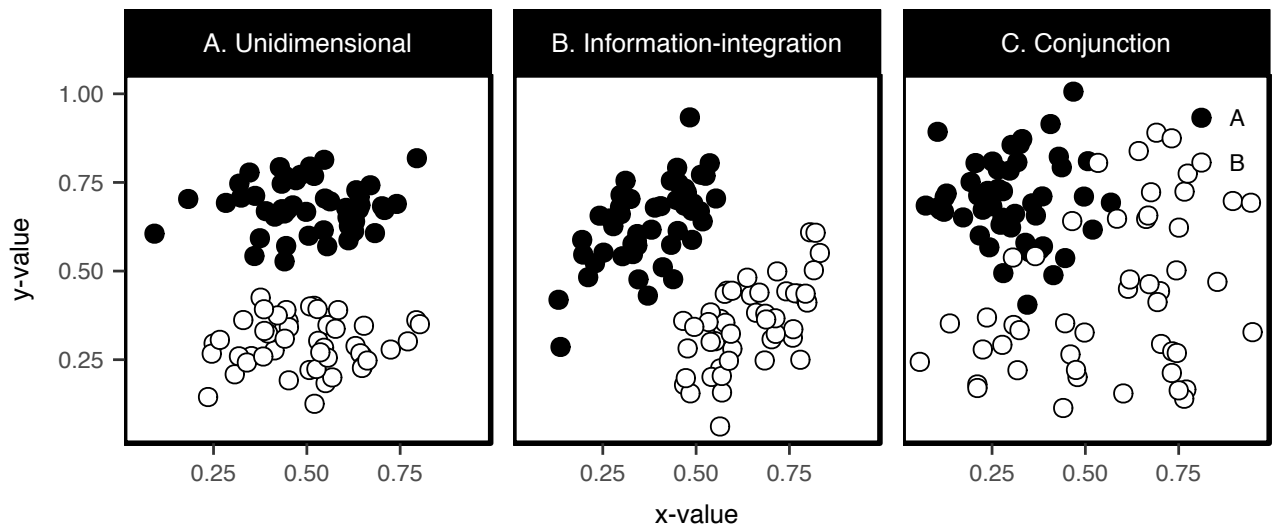 A. Unidimensional
B. Information-integration
C. Conjunction
y-value
1.00
0.75
0.50
0.25
A
B
0.25 0.50 0.75
0.25 0.50 0.75
0.25 0.50 0.75
x-value